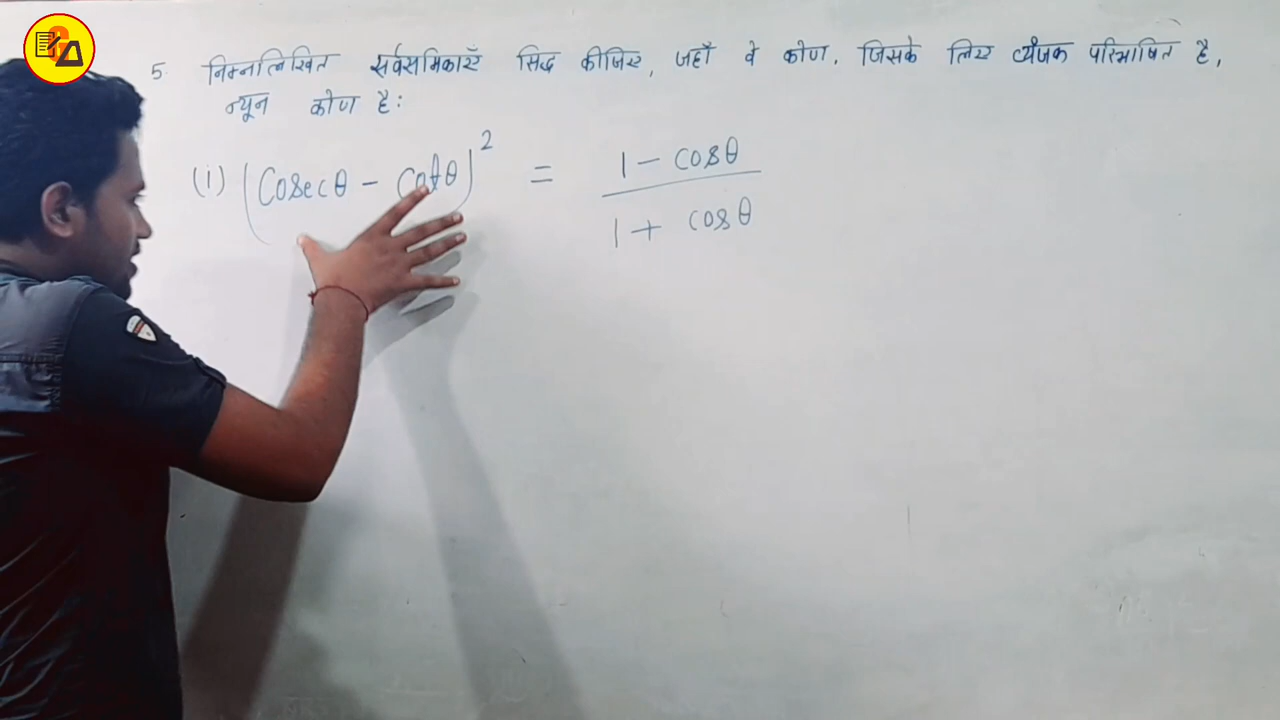 5. निम्नलिखित सर्वसमिकाएँ सिद्ध कीजिए, जहाँ वे कोण, जिसके लिए व्यंजक परिभाषित है,
न्यून कोण है:
(i) (Cosecθ - Cotθ)² = 1 - cosθ
1 + cosθ